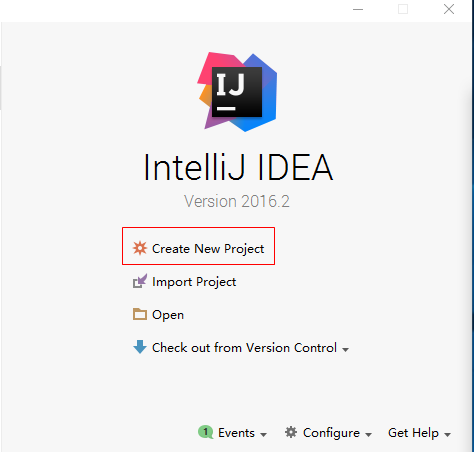 IJ
IntelliJ IDEA
Version 2016.2
Create New Project
Import Project
Open
Check out from Version Control
1 Events Configure Get Help